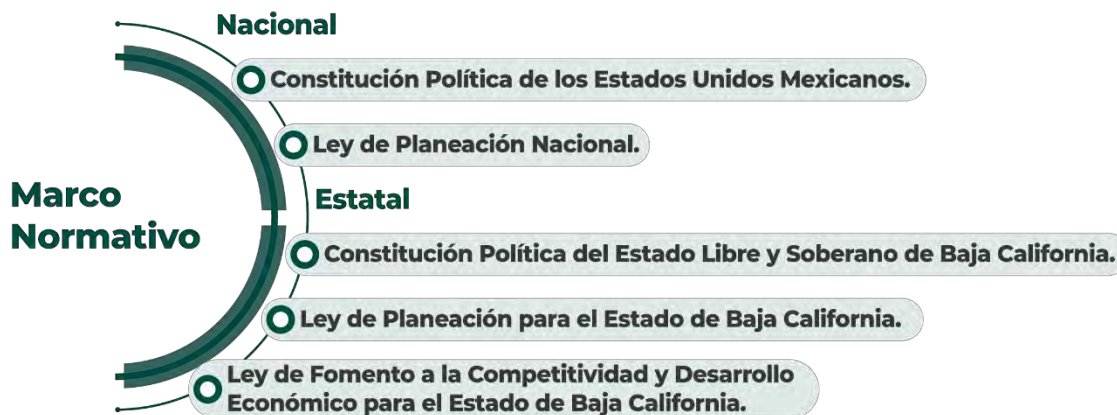 Nacional
Constitución Política de los Estados Unidos Mexicanos.
Ley de Planeación Nacional.
Marco
Normativo
Estatal
Constitución Política del Estado Libre y Soberano de Baja California.
Ley de Planeación para el Estado de Baja California.
Ley de Fomento a la Competitividad y Desarrollo
Económico para el Estado de Baja California.